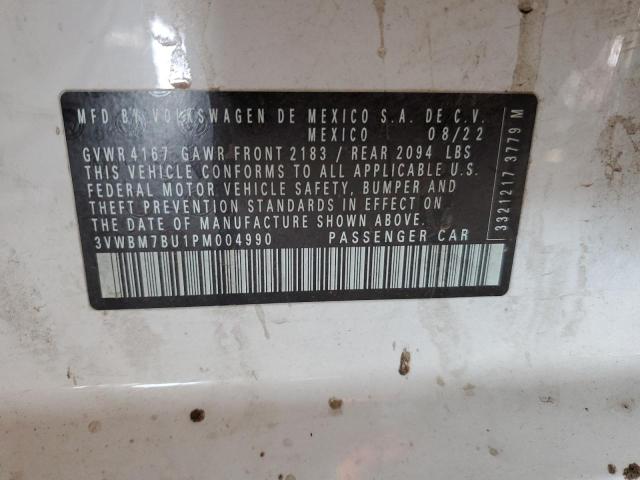 MFD BY VOLKSWAGEN DE MEXICO S.A. DE C.V.
MEXICO 08/22
GVWR 4167 GAWR FRONT 2183 / REAR 2094 LBS
THIS VEHICLE CONFORMS TO ALL APPLICABLE U.S.
FEDERAL MOTOR VEHICLE SAFETY, BUMPER AND
THEFT PREVENTION STANDARDS IN EFFECT ON
THE DATE OF MANUFACTURE SHOWN ABOVE.
3VWBM7BU1PM004990 PASSENGER CAR
3321217 3779 M